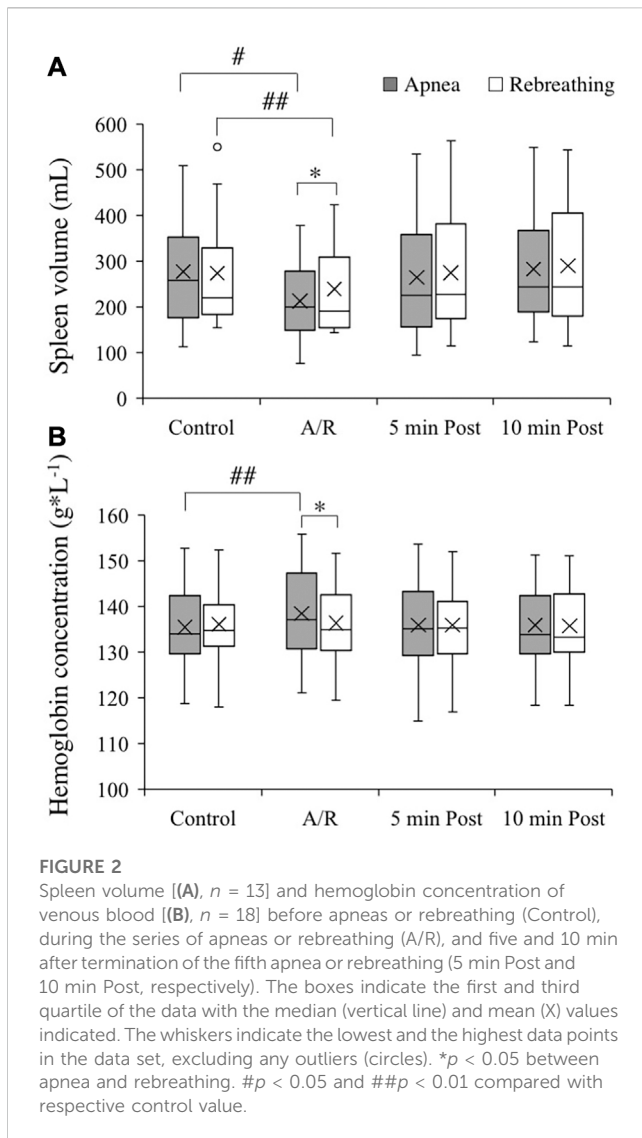 A
#
Apnea
Rebreathing
##
*
Spleen volume (mL)
600
500
400
300
200
100
0
Control
A/R
5 min Post
10 min Post
B
##
*
Hemoglobin concentration (g*L-1)
160
150
140
130
120
110
100
Control
A/R
5 min Post
10 min Post
FIGURE 2
Spleen volume [(A), n = 13] and hemoglobin concentration of
venous blood [(B), n = 18] before apneas or rebreathing (Control),
during the series of apneas or rebreathing (A/R), and five and 10 min
after termination of the fifth apnea or rebreathing (5 min Post and
10 min Post, respectively). The boxes indicate the first and third
quartile of the data with the median (vertical line) and mean (X) values
indicated. The whiskers indicate the lowest and the highest data points
in the data set, excluding any outliers (circles). *p < 0.05 between
apnea and rebreathing. #p < 0.05 and ##p < 0.01 compared with
respective control value.